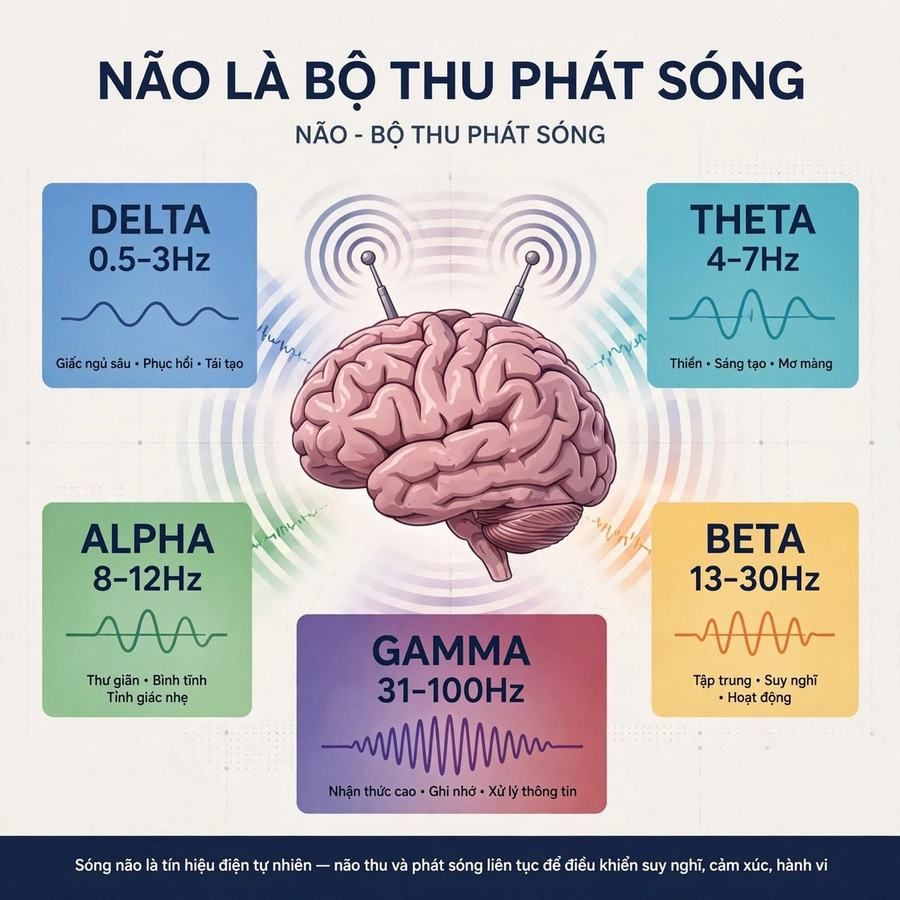 NÃO LÀ BỘ THU PHÁT SÓNG
NÃO - BỘ THU PHÁT SÓNG
DELTA
0.5–3Hz
Giấc ngủ sâu • Phục hồi • Tái tạo
THETA
4–7Hz
Thiền • Sáng tạo • Mơ màng
ALPHA
8–12Hz
Thư giãn • Bình tĩnh
Tỉnh giác nhẹ
BETA
13–30Hz
Tập trung • Suy nghĩ
• Hoạt động
GAMMA
31–100Hz
Nhận thức cao • Ghi nhớ • Xử lý thông tin
Sóng não là tín hiệu điện tự nhiên — não thu và phát sóng liên tục để điều khiển suy nghĩ, cảm xúc, hành vi